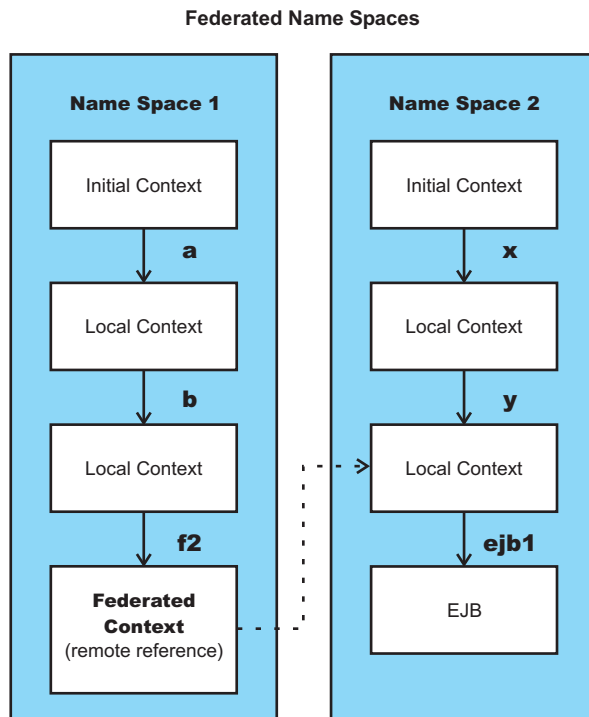 Federated Name Spaces
Name Space 1
Initial Context
a
Local Context
b
Local Context
f2
Federated
Context
(remote reference)
Name Space 2
Initial Context
x
Local Context
y
Local Context
ejb1
EJB